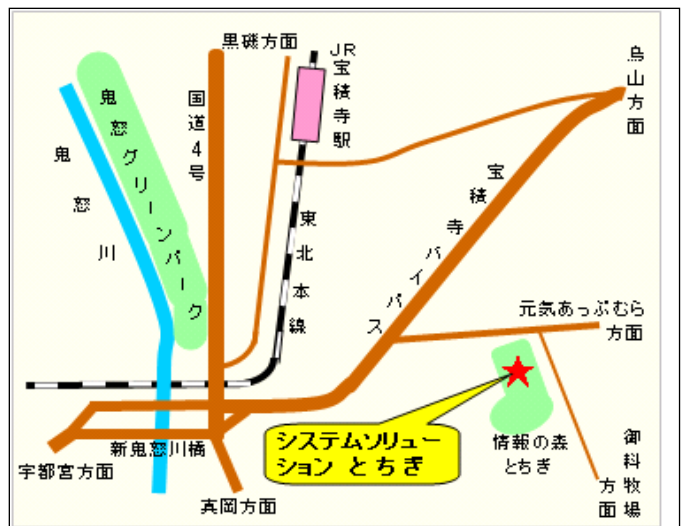 黒磯方面
JR
宝積寺駅
烏山方面
国道4号
鬼怒グリーンパーク
鬼怒川
東北本線
宝積寺バイパス
元気あっぷむら
方面
システムソリュー
ション とちぎ
情報の森
とちぎ
御料牧場
方面
新鬼怒川橋
宇都宮方面
真岡方面